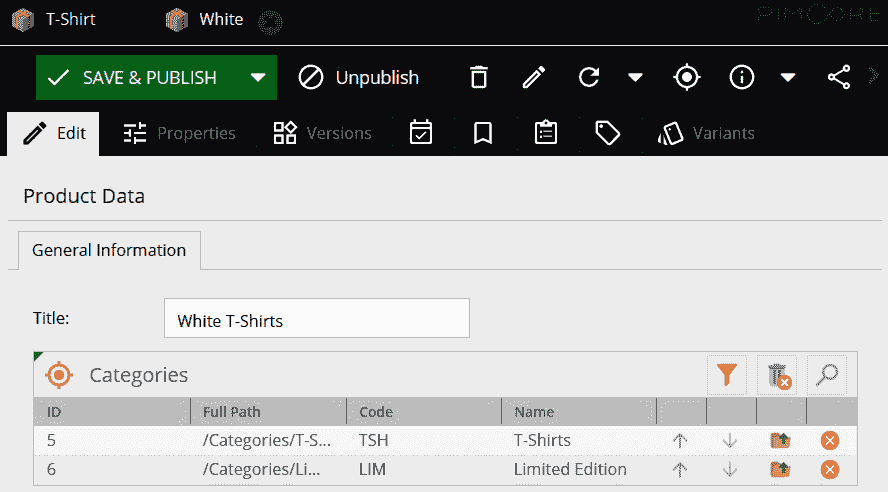 T-Shirt White PIMCORE
SAVE & PUBLISH Unpublish
Edit Properties Versions Variants
Product Data
General Information
Title: White T-Shirts
Categories
ID Full Path Code Name
5 /Categories/T-S... TSH T-Shirts
6 /Categories/Li... LIM Limited Edition